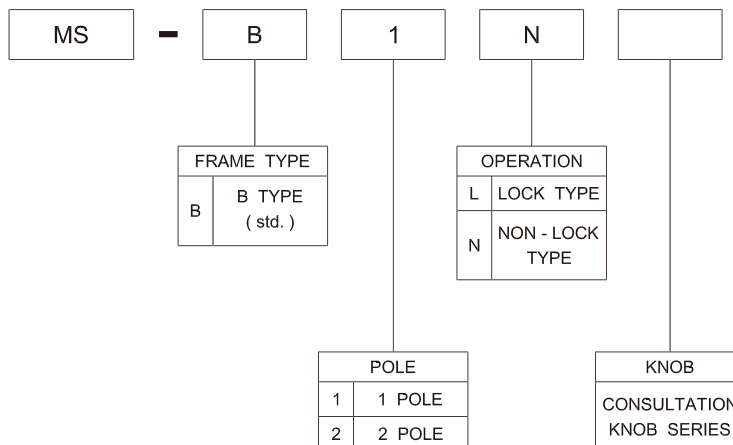 MS - B 1 N
FRAME TYPE
B B TYPE
( std. )
OPERATION
L LOCK TYPE
N NON - LOCK
TYPE
POLE
1 1 POLE
2 2 POLE
KNOB
CONSULTATION
KNOB SERIES